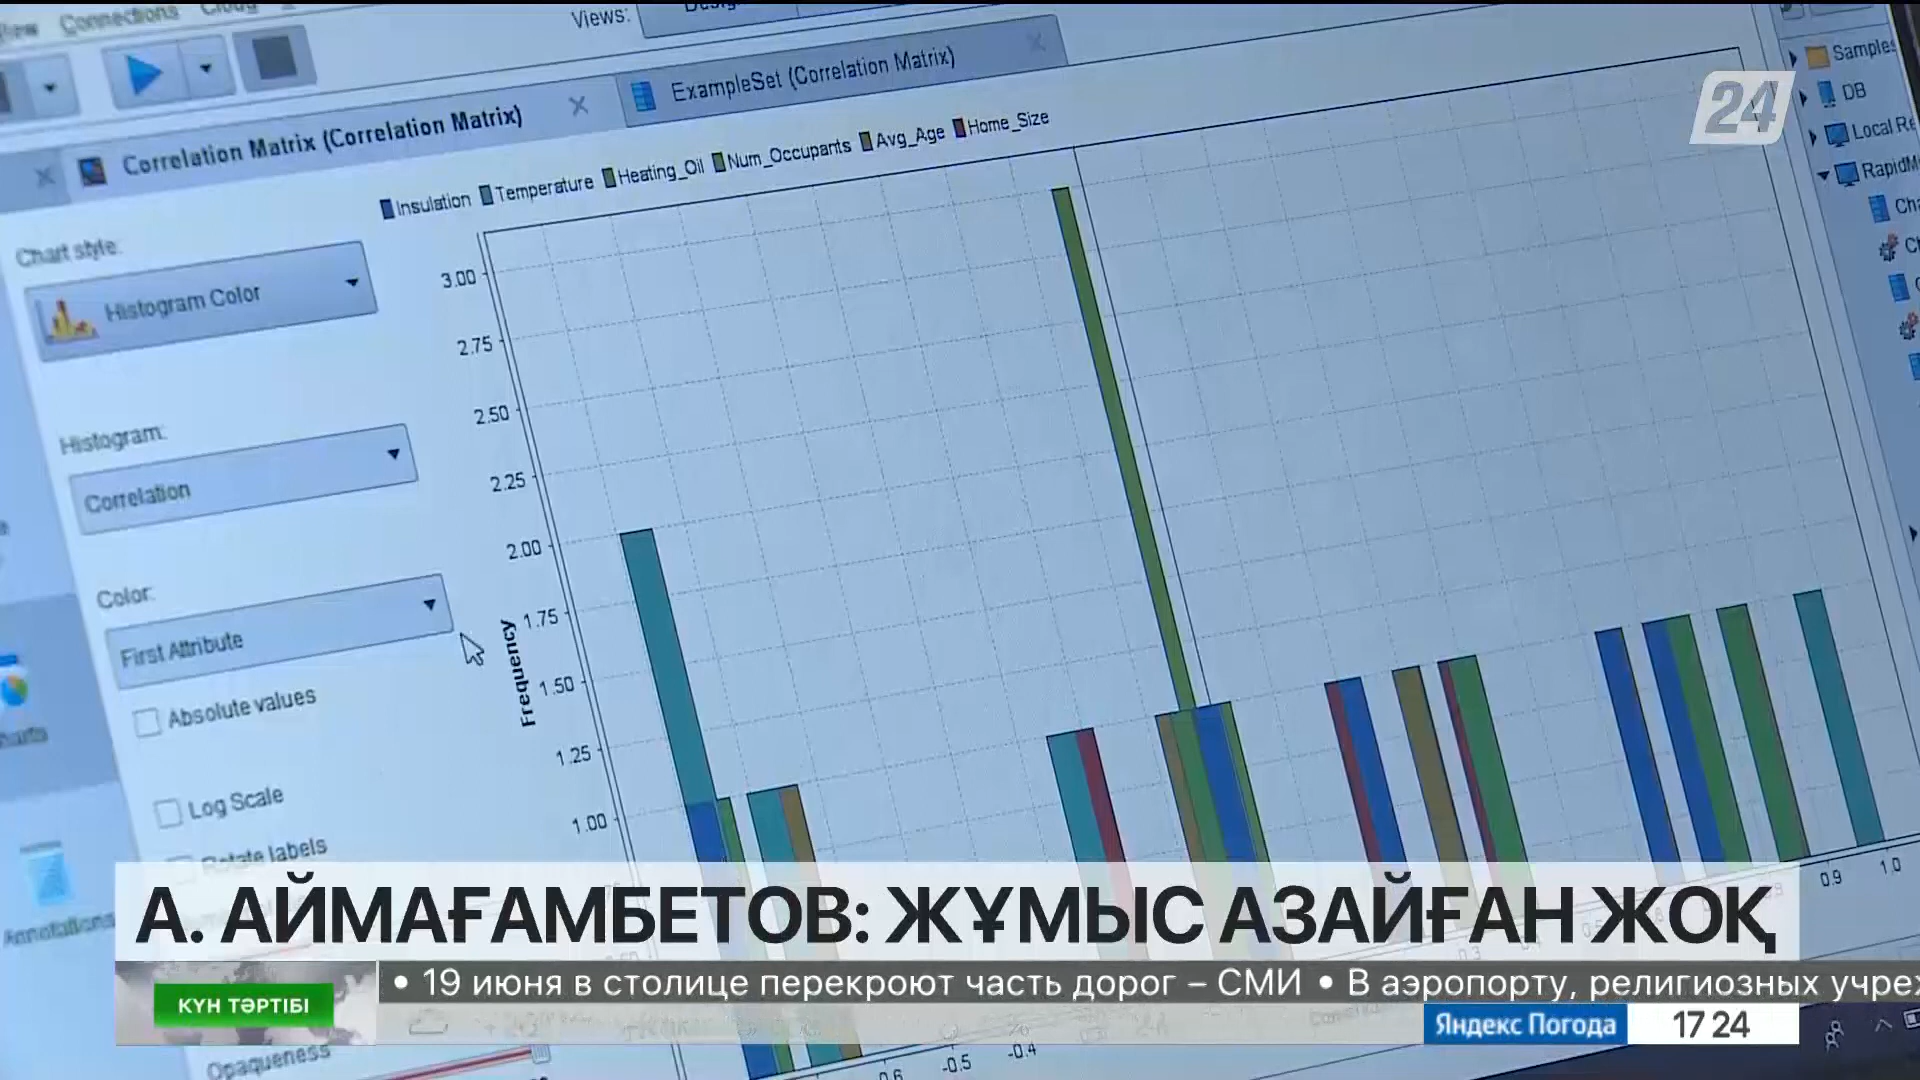 Connections
Views:
Samples
DB
24
ExampleSet (Correlation Matrix)
Correlation Matrix (Correlation Matrix)
Insulation Temperature Heating_Oil Num_Occupants Avg_Age Home_Size
Chart style:
Histogram Color
Histogram:
Correlation
Color:
First Attribute
Absolute values
Log Scale
Rotate labels
Annotations
Opaqueness
Frequency
3.00
2.75
2.50
2.25
2.00
1.75
1.50
1.25
1.00
-0.5
-0.4
0.9
1.0
А. АЙМАҒАМБЕТОВ: ЖҰМЫС АЗАЙҒАН ЖОҚ
• 19 июня в столице перекроют часть дорог – СМИ • В аэропорту, религиозных учреж
КҮН ТӘРТІБІ
Яндекс Погода
17 24